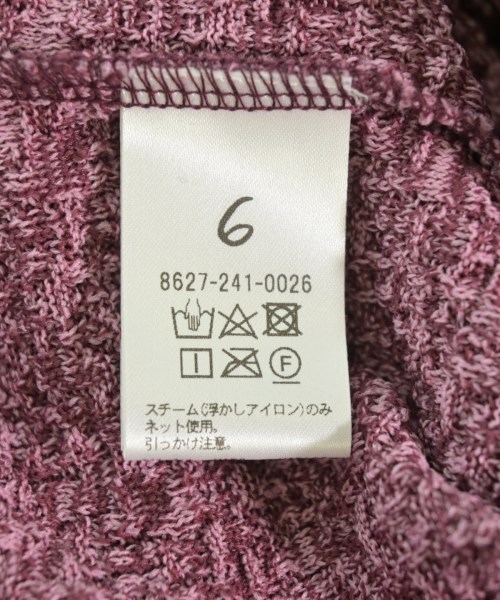 6
8627-241-0026
F
スチーム(浮かしアイロン)のみ
ネット使用。
引っかけ注意。